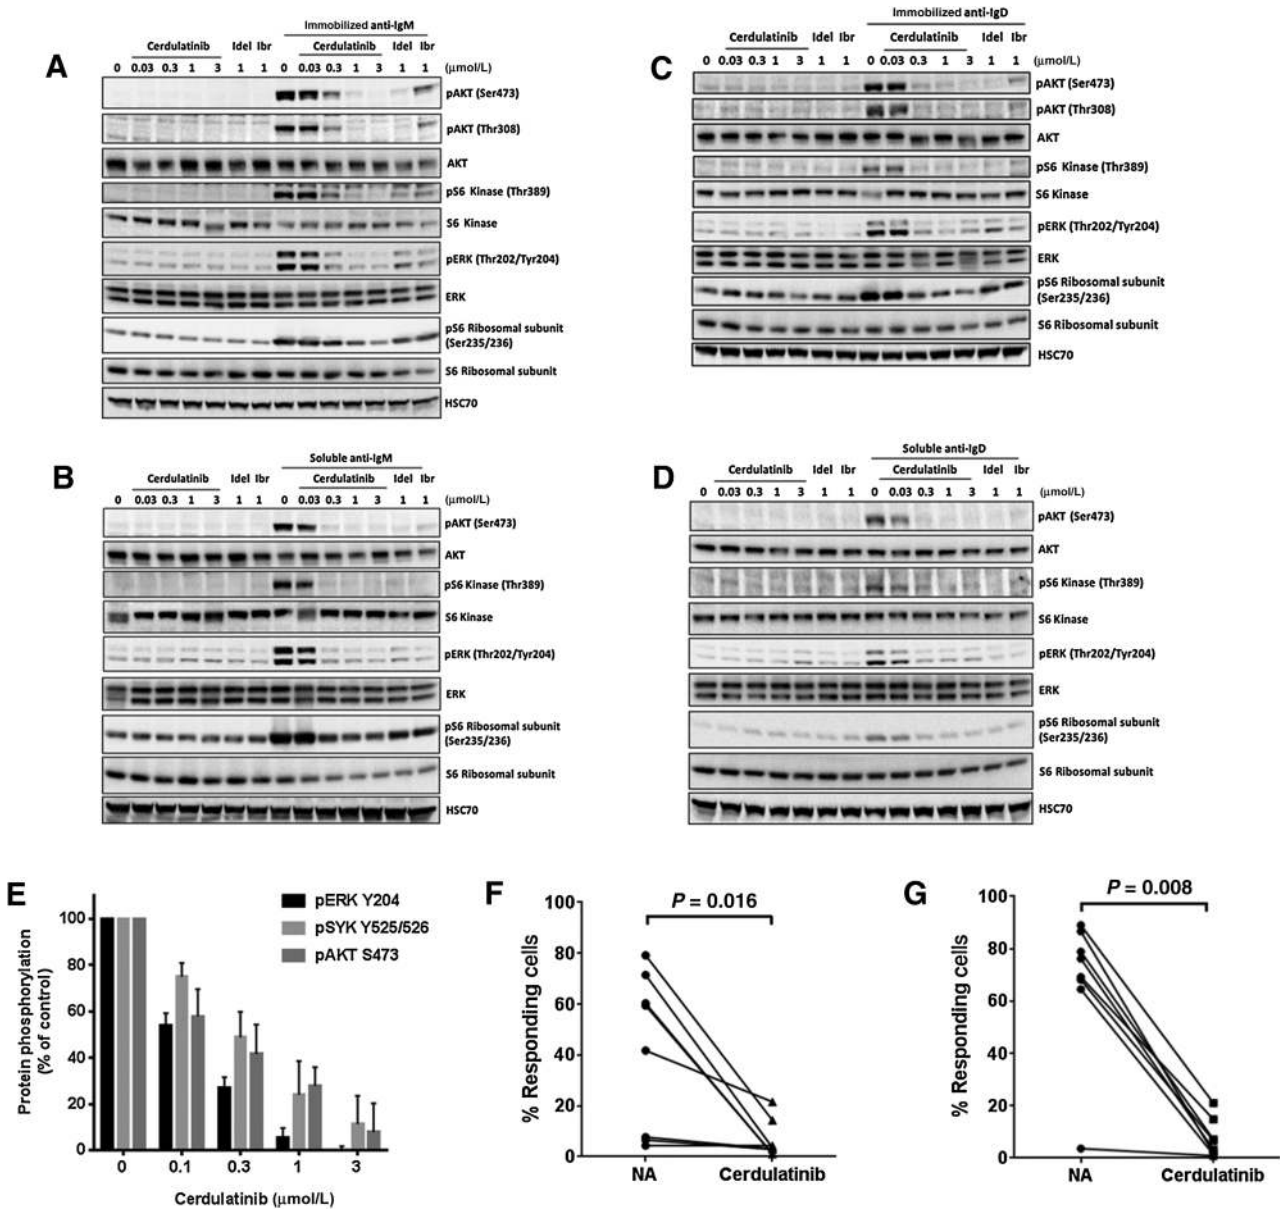 A
Immobilized anti-IgM
Cerdulatinib Idel Ibr Cerdulatinib Idel Ibr
0 0.03 0.3 1 3 1 1 0 0.03 0.3 1 3 1 1 (μmol/L)
pAKT (Ser473)
pAKT (Thr308)
AKT
pS6 Kinase (Thr389)
S6 Kinase
pERK (Thr202/Tyr204)
ERK
pS6 Ribosomal subunit
(Ser235/236)
S6 Ribosomal subunit
HSC70
C
Immobilized anti-IgD
Cerdulatinib Idel Ibr Cerdulatinib Idel Ibr
0 0.03 0.3 1 3 1 1 0 0.03 0.3 1 3 1 1 (μmol/L)
pAKT (Ser473)
pAKT (Thr308)
AKT
pS6 Kinase (Thr389)
S6 Kinase
pERK (Thr202/Tyr204)
ERK
pS6 Ribosomal subunit
(Ser235/236)
S6 Ribosomal subunit
HSC70
B
Soluble anti-IgM
Cerdulatinib Idel Ibr Cerdulatinib Idel Ibr
0 0.03 0.3 1 3 1 1 0 0.03 0.3 1 3 1 1 (μmol/L)
pAKT (Ser473)
AKT
pS6 Kinase (Thr389)
S6 Kinase
pERK (Thr202/Tyr204)
ERK
pS6 Ribosomal subunit
(Ser235/236)
S6 Ribosomal subunit
HSC70
D
Soluble anti-IgD
Cerdulatinib Idel Ibr Cerdulatinib Idel Ibr
0 0.03 0.3 1 3 1 1 0 0.03 0.3 1 3 1 1 (μmol/L)
pAKT (Ser473)
AKT
pS6 Kinase (Thr389)
S6 Kinase
pERK (Thr202/Tyr204)
ERK
pS6 Ribosomal subunit
(Ser235/236)
S6 Ribosomal subunit
HSC70
E
pERK Y204
pSYK Y525/526
pAKT S473
Protein phosphorylation
(% of control)
100
80
60
40
20
0
0 0.1 0.3 1 3
Cerdulatinib (μmol/L)
F
P = 0.016
% Responding cells
100
80
60
40
20
0
NA Cerdulatinib
G
P = 0.008
% Responding cells
100
80
60
40
20
0
NA Cerdulatinib